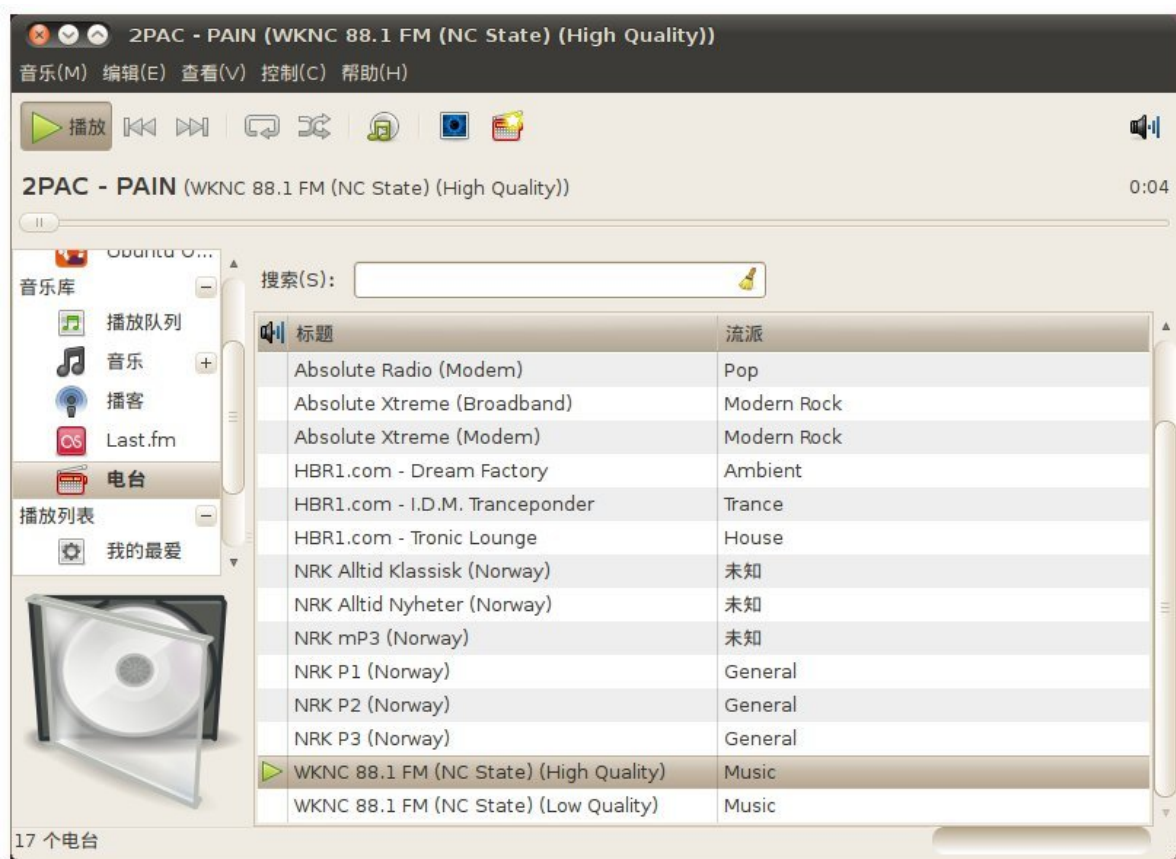 2PAC - PAIN (WKNC 88.1 FM (NC State) (High Quality))
音乐(M) 编辑(E) 查看(V) 控制(C) 帮助(H)
播放
2PAC - PAIN (WKNC 88.1 FM (NC State) (High Quality)) 0:04
Ubuntu O...
音乐库
播放队列
音乐
播客
Last.fm
电台
播放列表
我的最爱
搜索(S):
标题 流派
Absolute Radio (Modem) Pop
Absolute Xtreme (Broadband) Modern Rock
Absolute Xtreme (Modem) Modern Rock
HBR1.com - Dream Factory Ambient
HBR1.com - I.D.M. Tranceponder Trance
HBR1.com - Tronic Lounge House
NRK Alltid Klassisk (Norway) 未知
NRK Alltid Nyheter (Norway) 未知
NRK mP3 (Norway) 未知
NRK P1 (Norway) General
NRK P2 (Norway) General
NRK P3 (Norway) General
WKNC 88.1 FM (NC State) (High Quality) Music
WKNC 88.1 FM (NC State) (Low Quality) Music
17 个电台